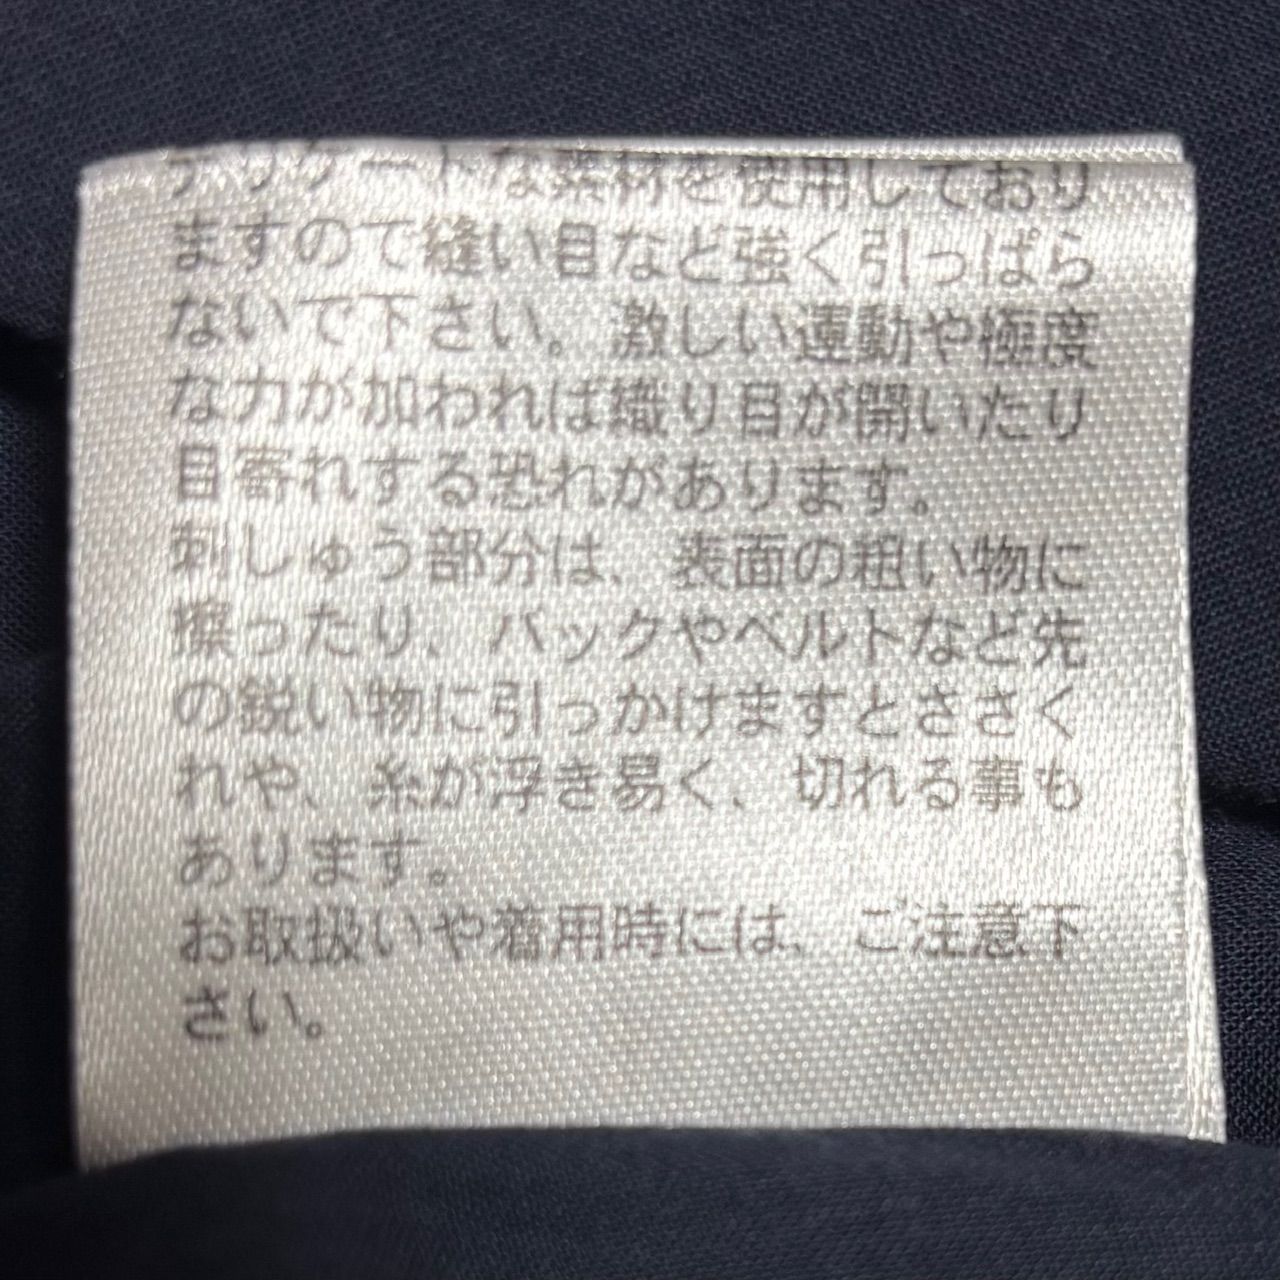 デリケートな素材を使用しており
ますので縫い目など強く引っぱら
ないで下さい。激しい運動や極度
な力が加われば織り目が開いたり
目寄れする恐れがあります。
刺しゅう部分は、表面の粗い物に
擦ったり、バックやベルトなど先
の鋭い物に引っかけますとささく
れや、糸が浮き易く、切れる事も
あります。
お取扱いや着用時には、ご注意下
さい。